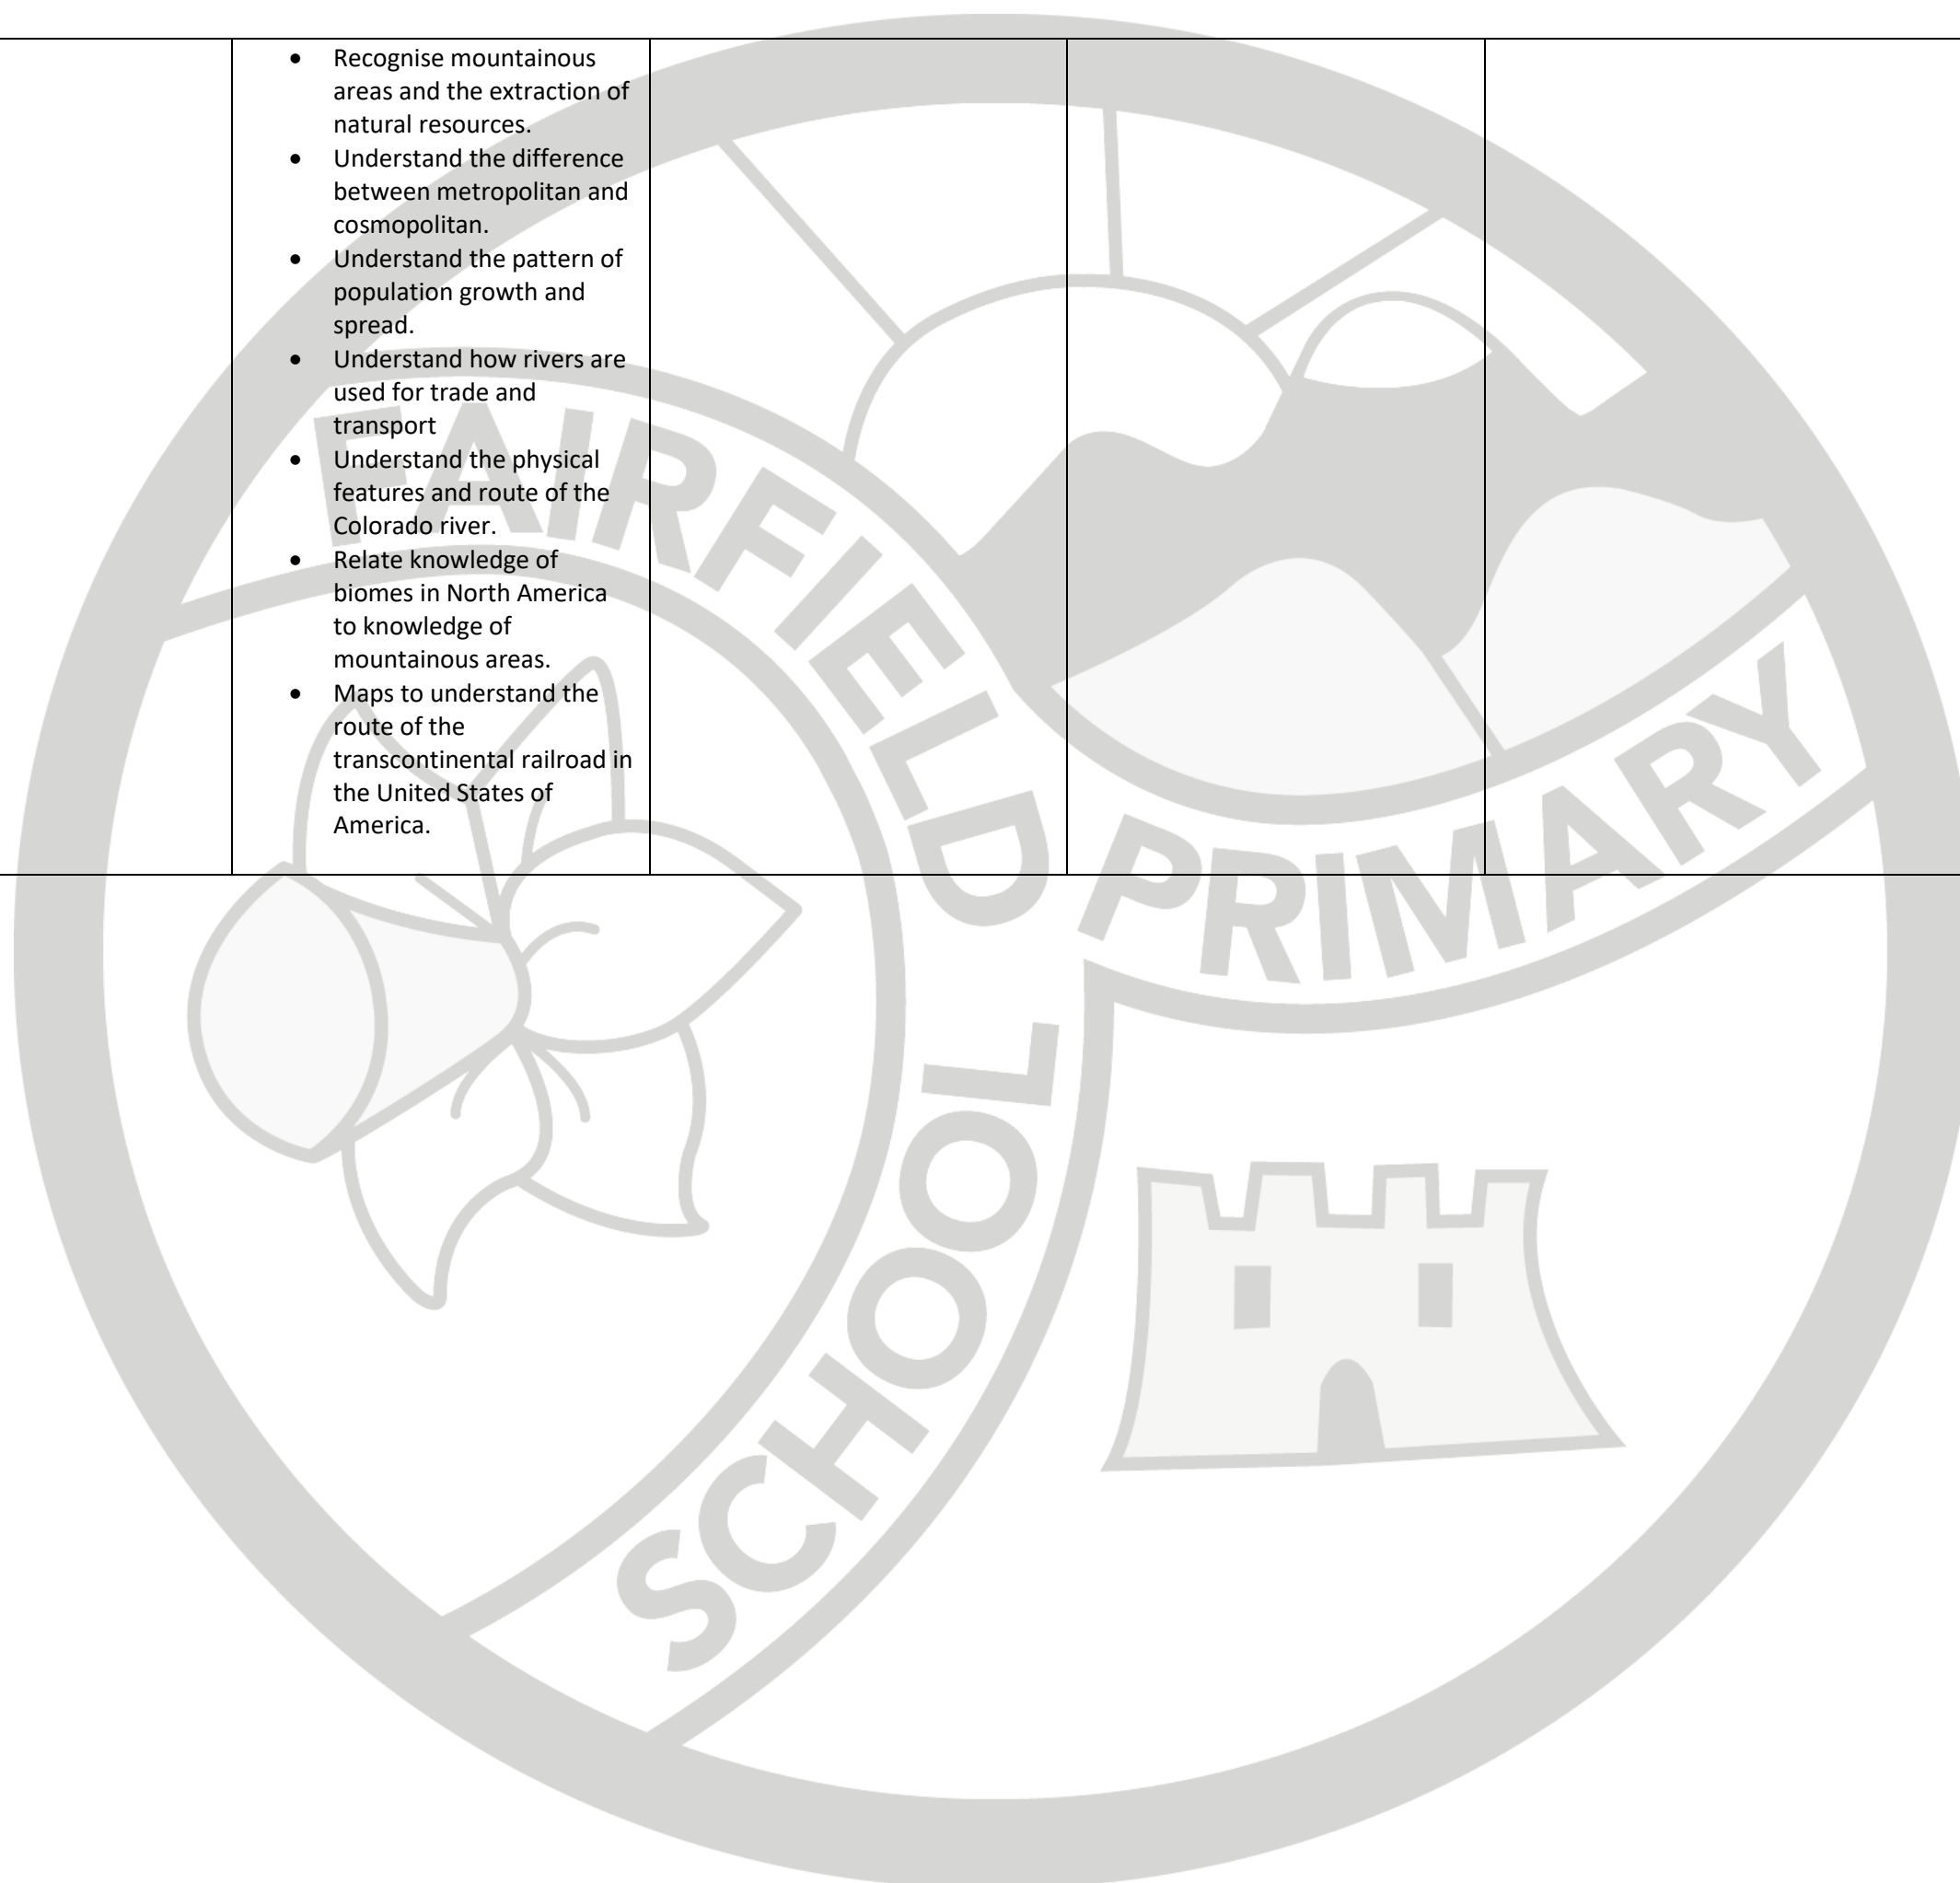 • Recognise mountainous
areas and the extraction of
natural resources.
• Understand the difference
between metropolitan and
cosmopolitan.
• Understand the pattern of
population growth and
spread.
• Understand how rivers are
used for trade and
transport
• Understand the physical
features and route of the
Colorado river.
• Relate knowledge of
biomes in North America
to knowledge of
mountainous areas.
• Maps to understand the
route of the
transcontinental railroad in
the United States of
America.
FAIRFIELD PRIMARY
SCHOOL